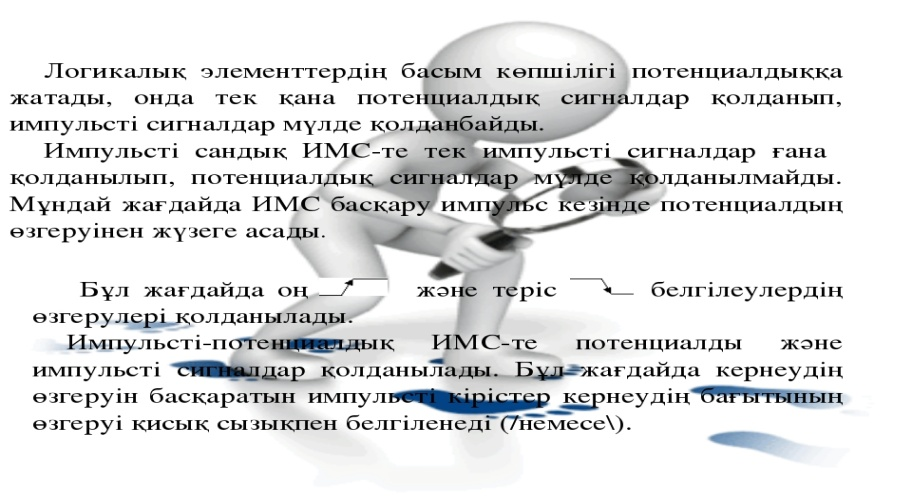 Логикалық элементтердің басым көпшілігі потенциалдыққа
жатады, онда тек қана потенциалдық сигналдар қолданып,
импульсті сигналдар мүлде қолданбайды.
Импульсті сандық ИМС-те тек импульсті сигналдар ғана
қолданылып, потенциалдық сигналдар мүлде қолданылмайды.
Мұндай жағдайда ИМС басқару импульс кезінде потенциалдың
өзгеруінен жүзеге асады.
Бұл жағдайда оң және теріс белгілеулердің
өзгерулері қолданылады.
Импульсті-потенциалдық ИМС-те потенциалды және
импульсті сигналдар қолданылады. Бұл жағдайда кернеудің
өзгеруін басқаратын импульсті кірістер кернеудің бағытының
өзгеруі қисық сызықпен белгіленеді (/немесе\).